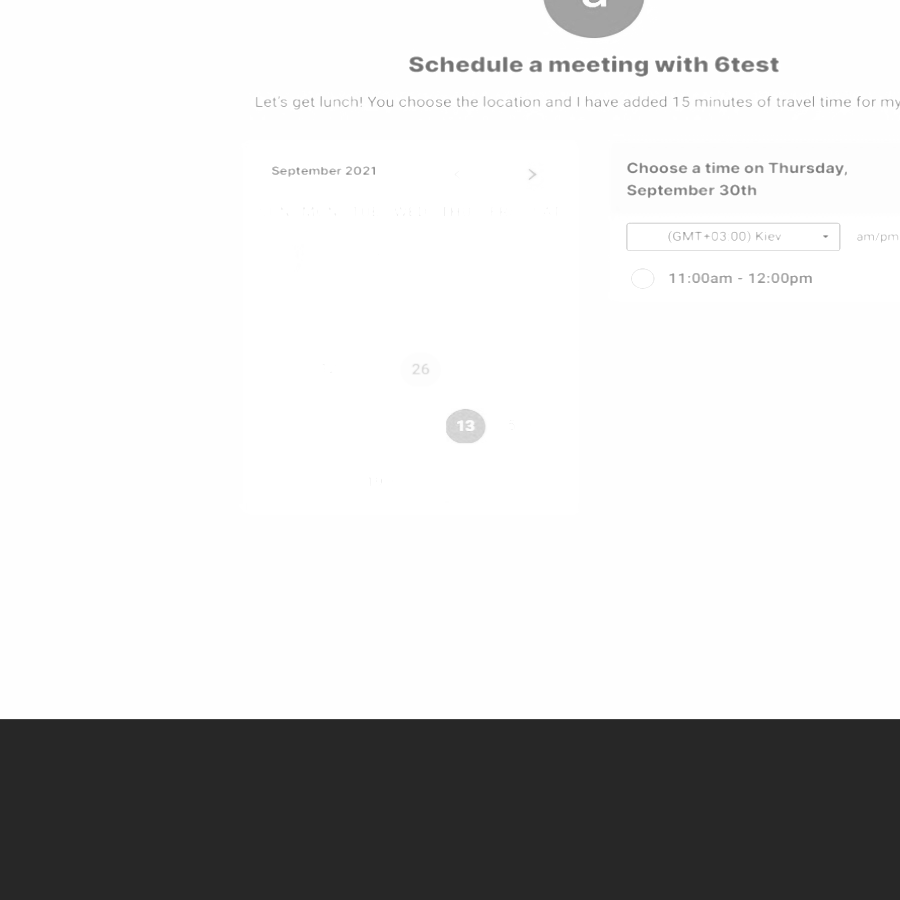 a
Schedule a meeting with 6test
Let's get lunch! You choose the location and I have added 15 minutes of travel time for my
September 2021
Choose a time on Thursday,
September 30th
(GMT+03:00) Kiev
am/pm
11:00am - 12:00pm
26
13